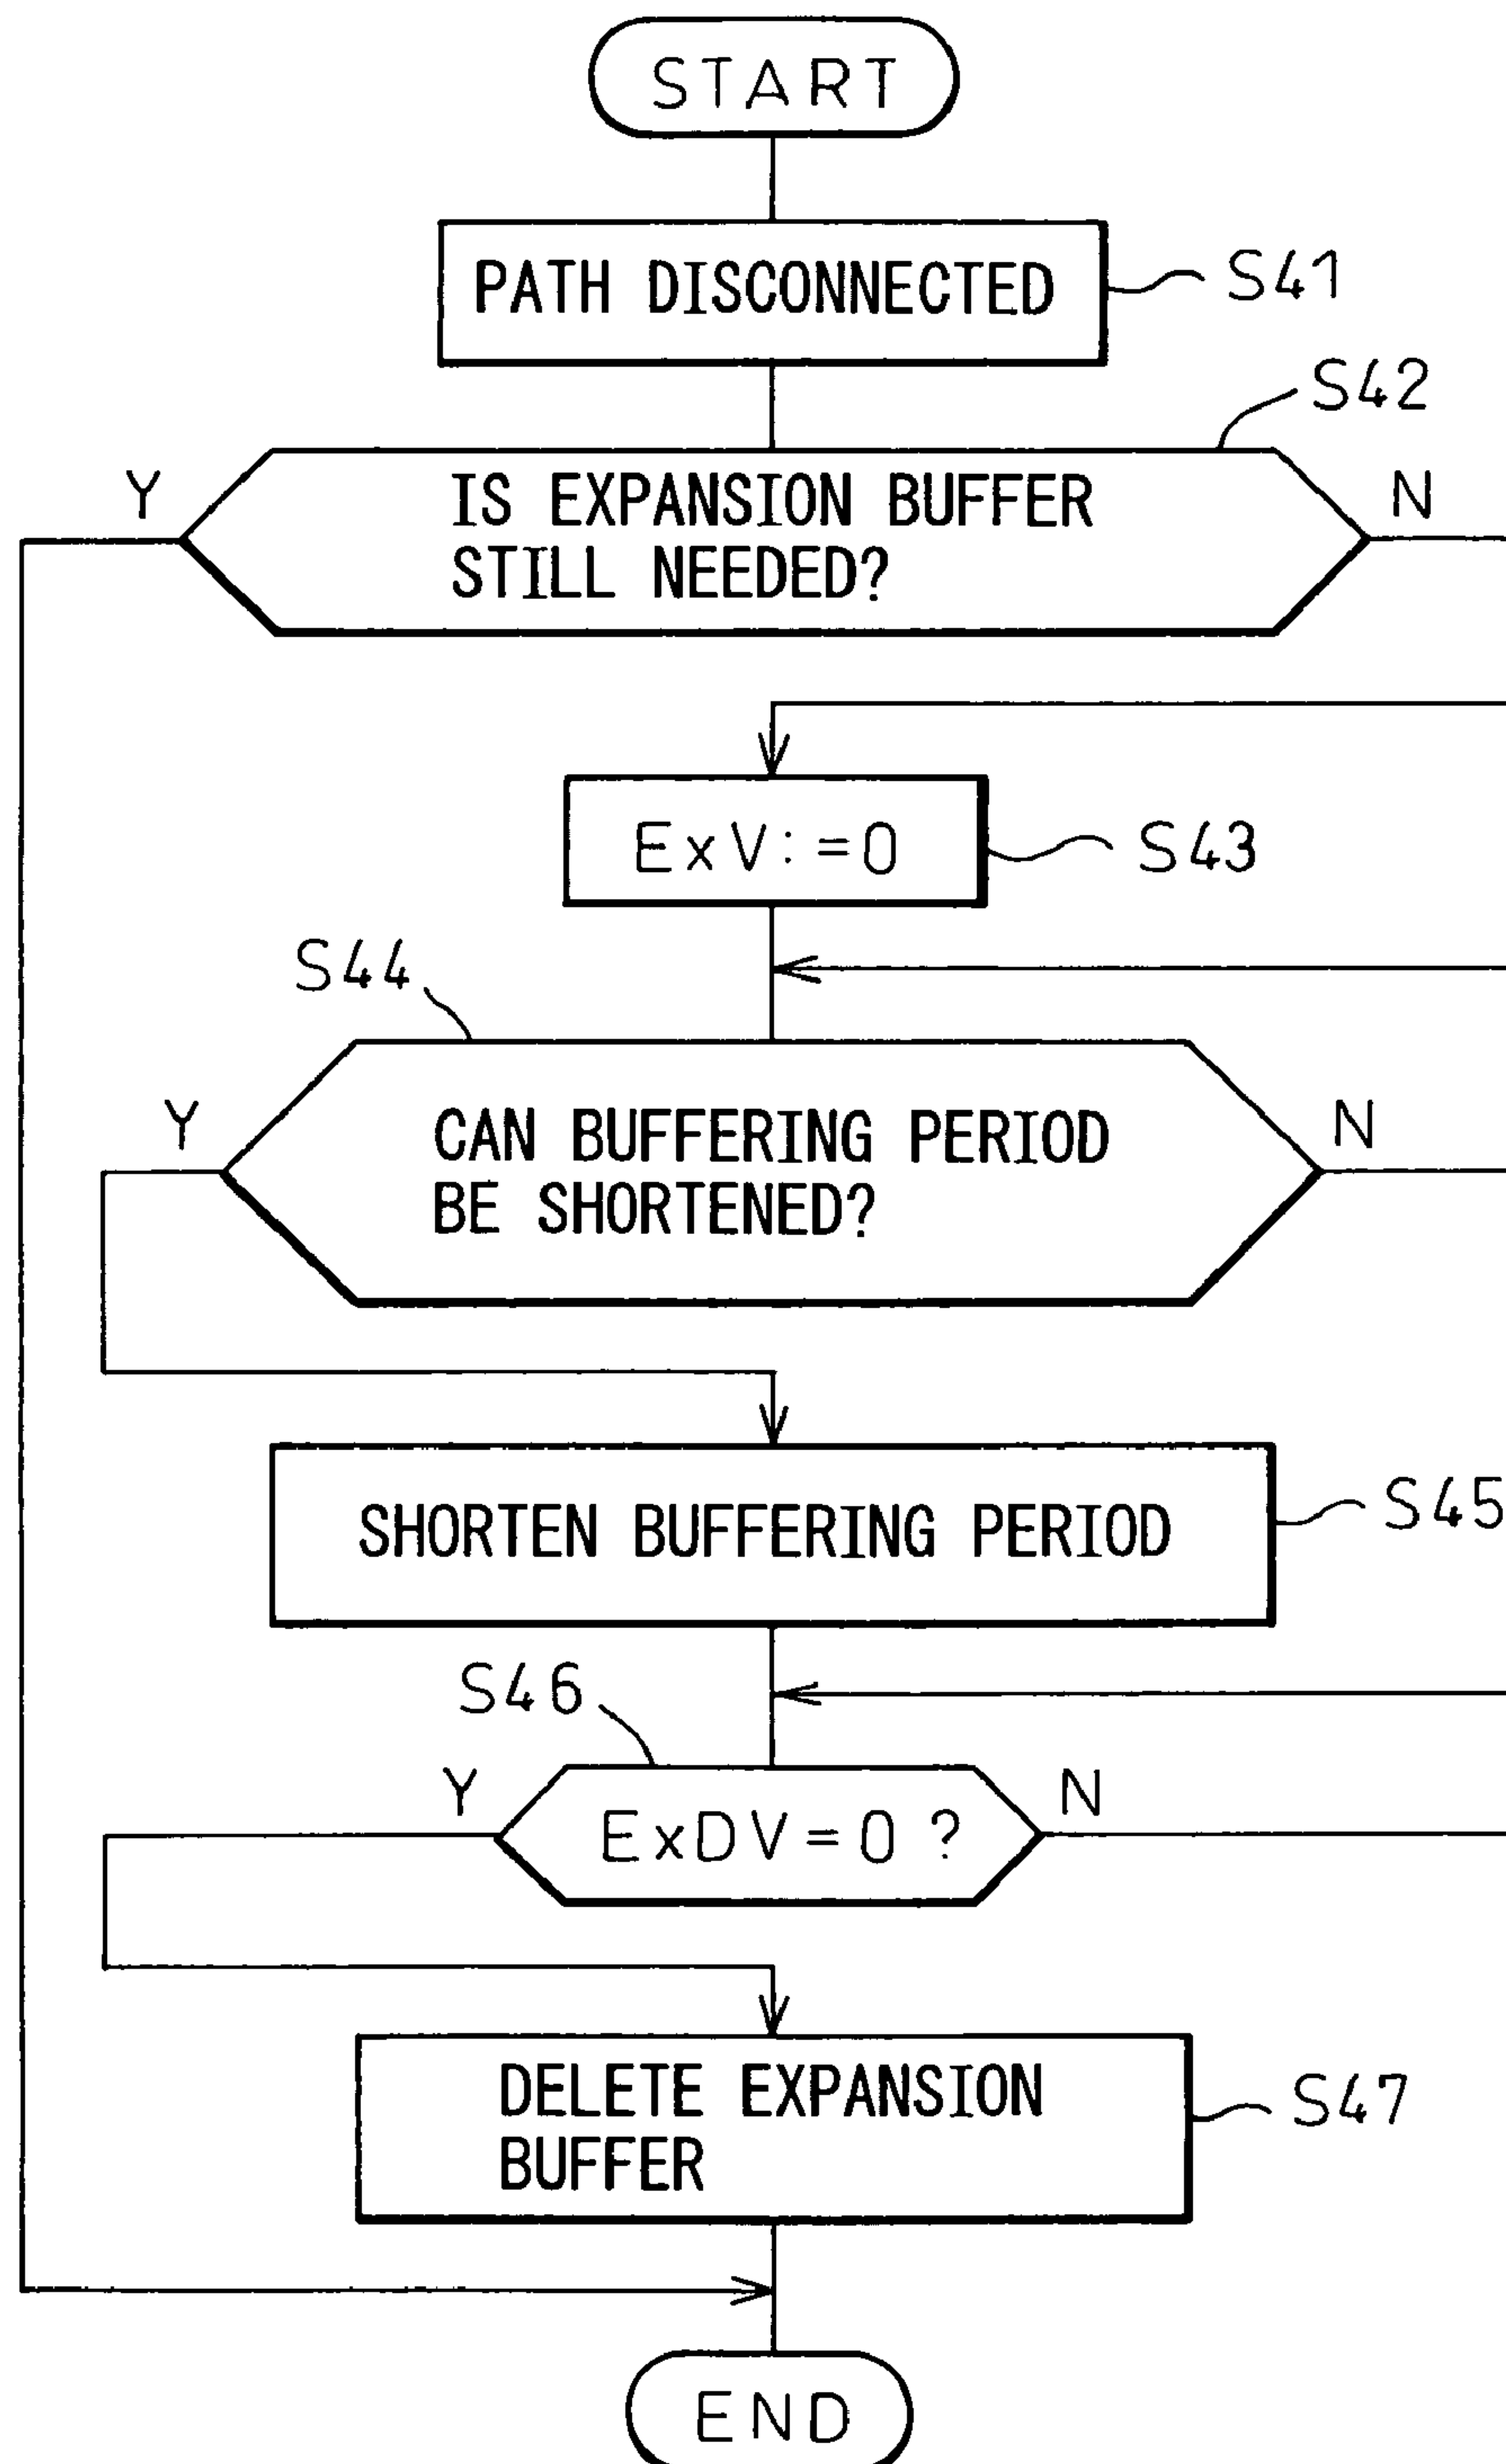 START
PATH DISCONNECTED
S41
S42
Y
IS EXPANSION BUFFER
STILL NEEDED?
N
ExV:=0
S43
S44
Y
CAN BUFFERING PERIOD
BE SHORTENED?
N
SHORTEN BUFFERING PERIOD
S45
S46
Y
ExDV=0?
N
DELETE EXPANSION
BUFFER
S47
END